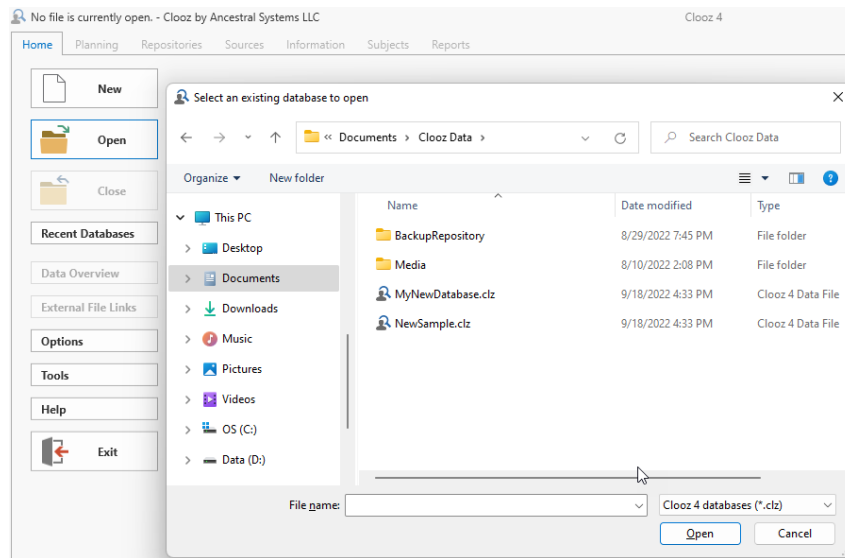 No file is currently open. - Clooz by Ancestral Systems LLC
Clooz 4
Home Planning Repositories Sources Information Subjects Reports
New
Open
Close
Recent Databases
Data Overview
External File Links
Options
Tools
Help
Exit
Select an existing database to open
« Documents › Clooz Data ›
Search Clooz Data
Organize
New folder
This PC
Desktop
Documents
Downloads
Music
Pictures
Videos
OS (C:)
Data (D:)
Name Date modified Type
BackupRepository 8/29/2022 7:45 PM File folder
Media 8/10/2022 2:08 PM File folder
MyNewDatabase.clz 9/18/2022 4:33 PM Clooz 4 Data File
NewSample.clz 9/18/2022 4:33 PM Clooz 4 Data File
File name:
Clooz 4 databases (*.clz)
Open Cancel